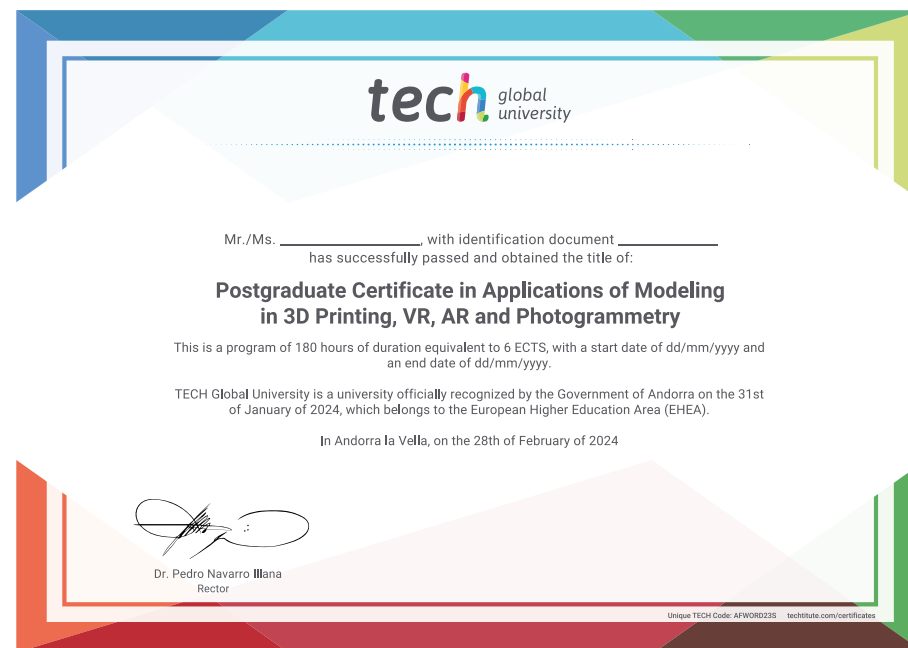 tech global university
Mr./Ms. ____________, with identification document ____________
has successfully passed and obtained the title of:
Postgraduate Certificate in Applications of Modeling
in 3D Printing, VR, AR and Photogrammetry
This is a program of 180 hours of duration equivalent to 6 ECTS, with a start date of dd/mm/yyyy and
an end date of dd/mm/yyyy.
TECH Global University is a university officially recognized by the Government of Andorra on the 31st
of January of 2024, which belongs to the European Higher Education Area (EHEA).
In Andorra la Vella, on the 28th of February of 2024
Dr. Pedro Navarro Illana
Rector
Unique TECH Code: AFWORD23S techtitute.com/certificates